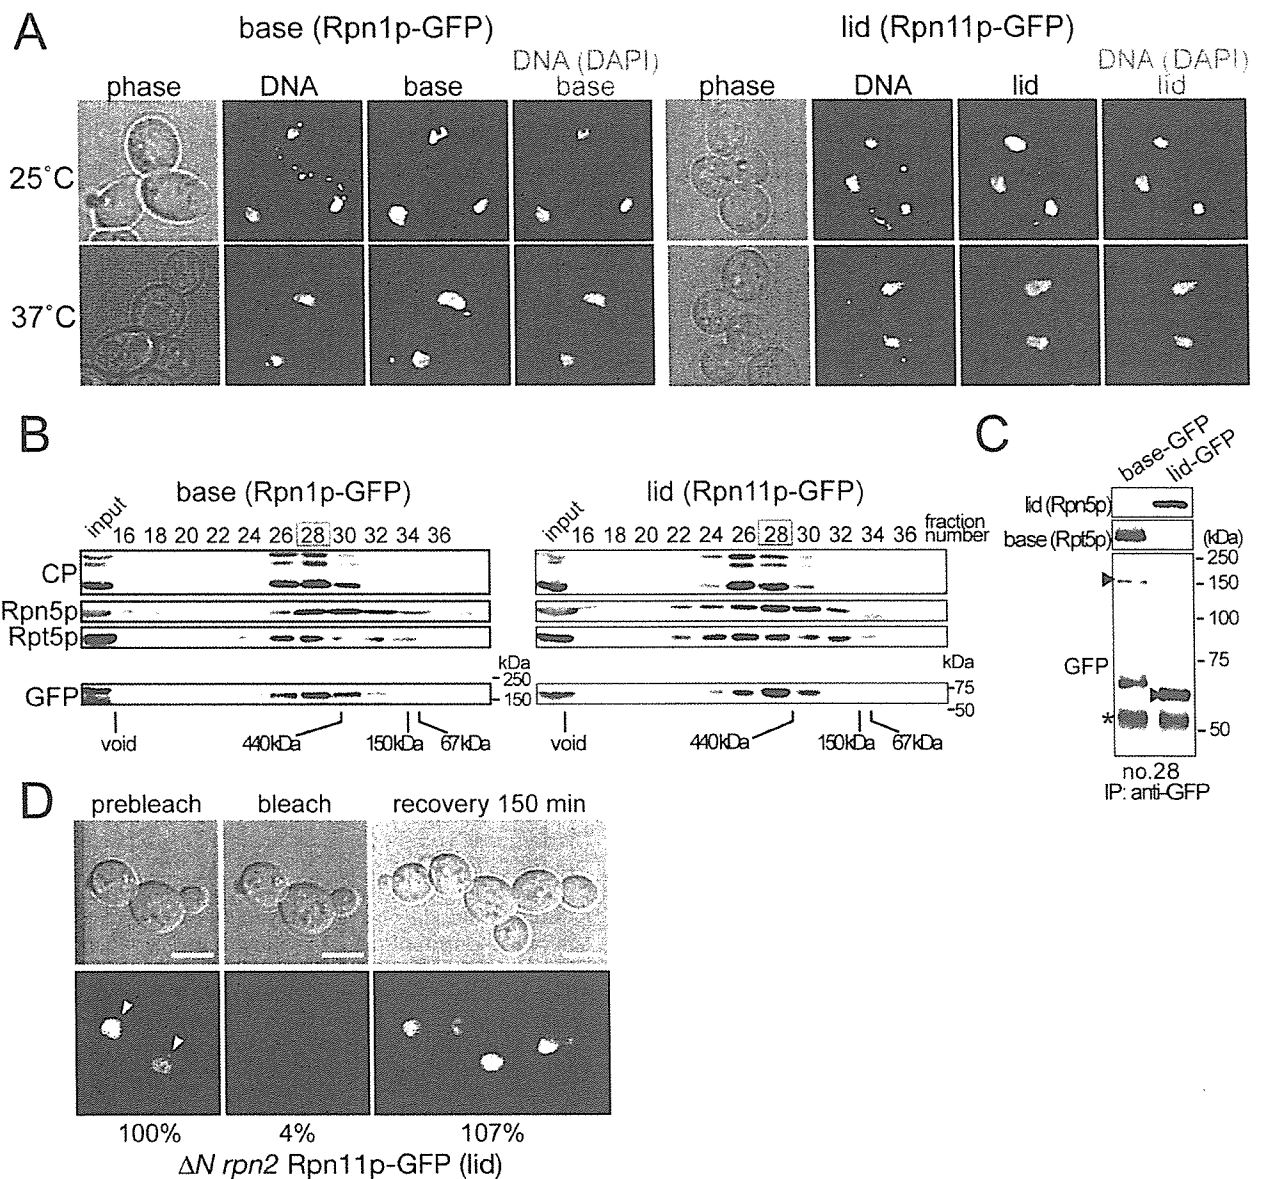 A
base (Rpn1p-GFP)
lid (Rpn11p-GFP)
phase DNA base DNA (DAPI) base
phase DNA lid DNA (DAPI) lid
25°C
37°C
B
base (Rpn1p-GFP)
input 16 18 20 22 24 26 28 30 32 34 36
lid (Rpn11p-GFP)
input 16 18 20 22 24 26 28 30 32 34 36 fraction number
CP
Rpn5p
Rpt5p
GFP
kDa
250
150
kDa
75
50
void 440kDa 150kDa 67kDa
void 440kDa 150kDa 67kDa
C
base-GFP
lid-GFP
lid (Rpn5p)
base (Rpt5p) (kDa)
250
150
100
GFP
75
*
50
no.28
IP: anti-GFP
D
prebleach bleach recovery 150 min
100% 4% 107%
ΔN rpn2 Rpn11p-GFP (lid)